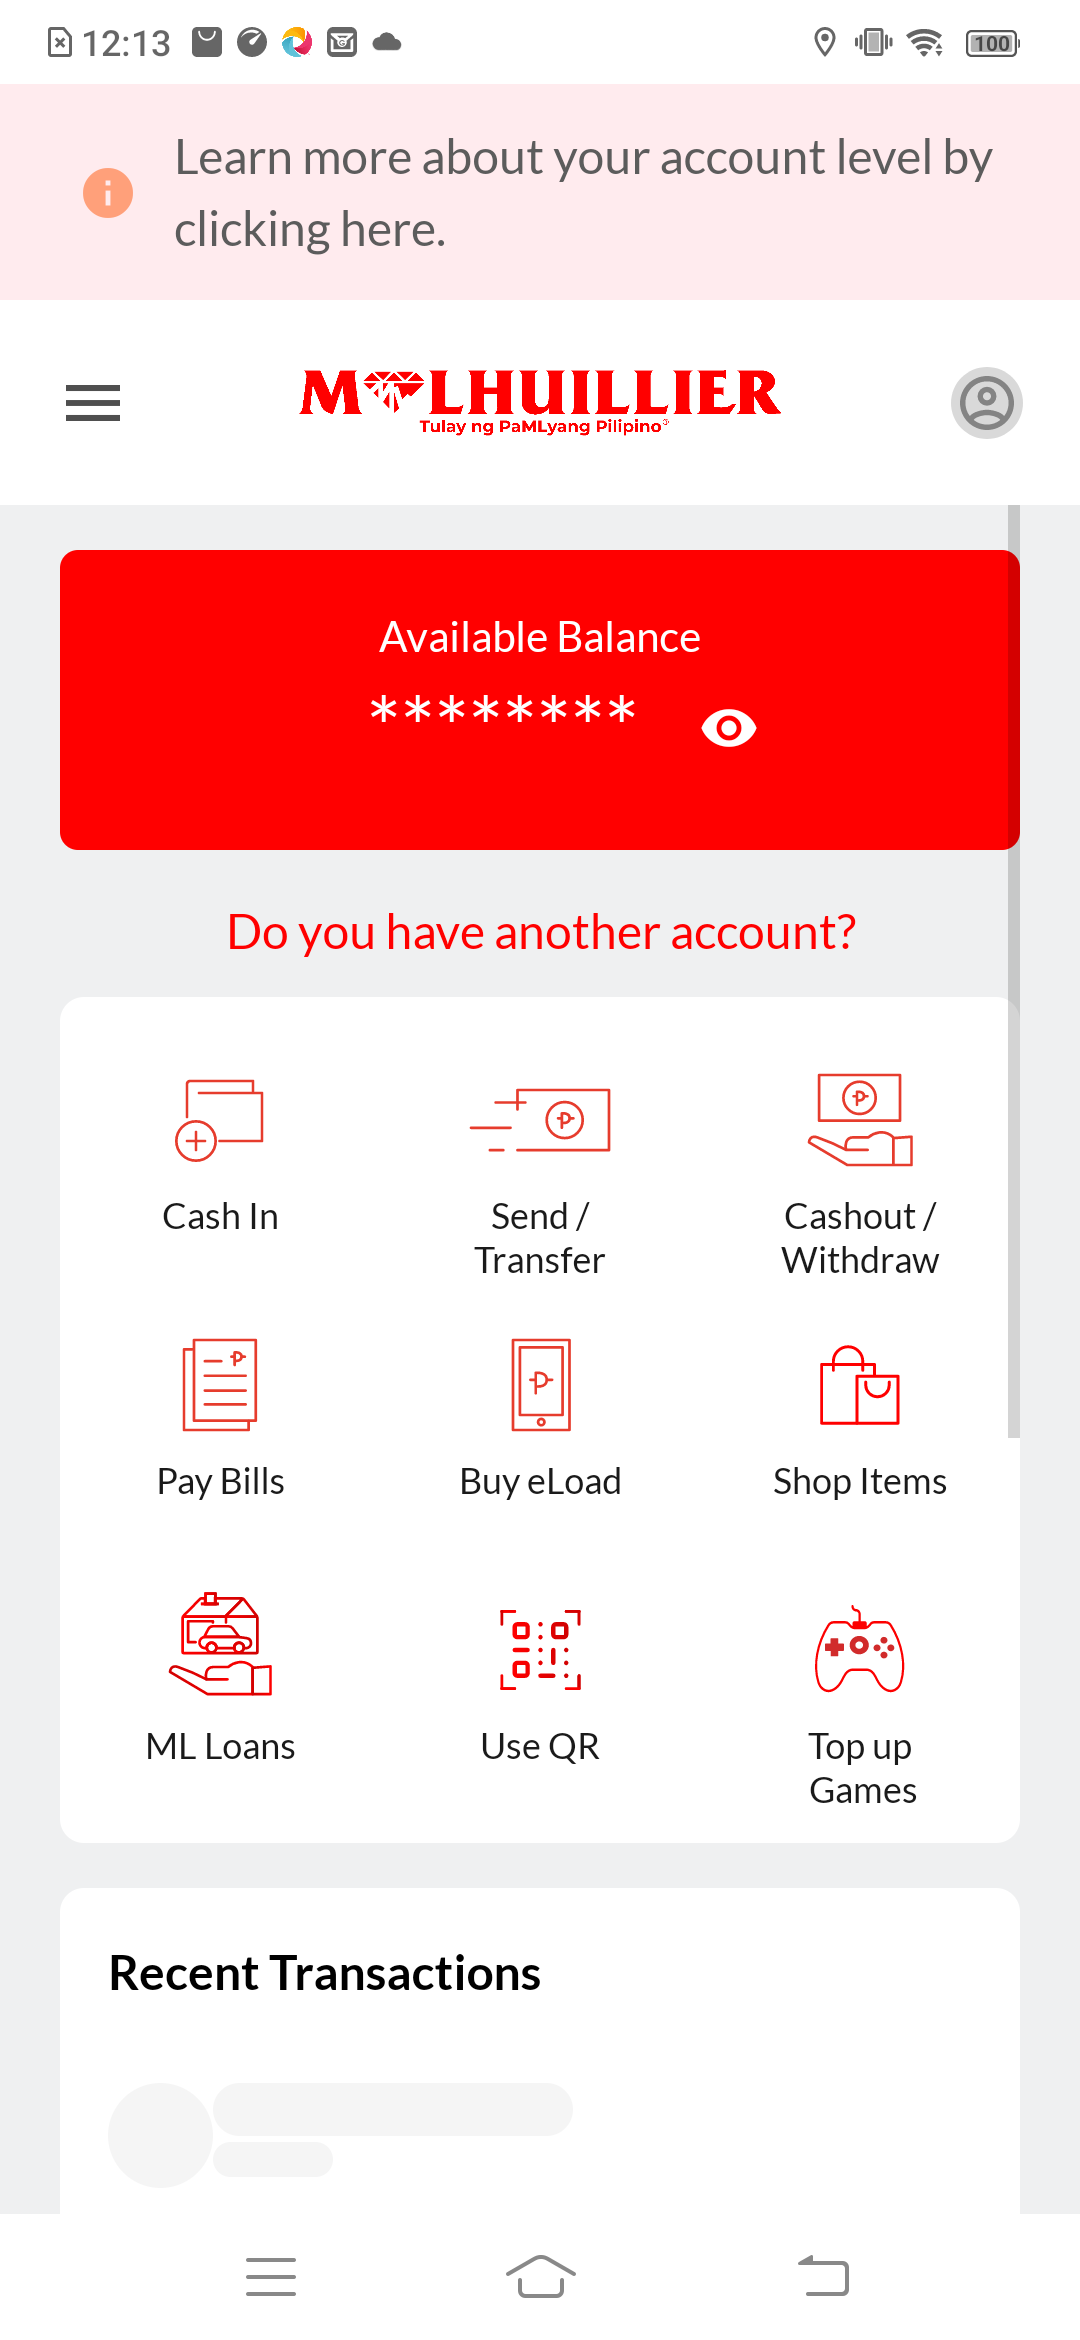 12:13
100
Learn more about your account level by
clicking here.
M LHUILLIER
Tulay ng PaMLyang Pilipino®
Available Balance
********
Do you have another account?
Cash In
Send /
Transfer
Cashout /
Withdraw
Pay Bills
Buy eLoad
Shop Items
ML Loans
Use QR
Top up
Games
Recent Transactions